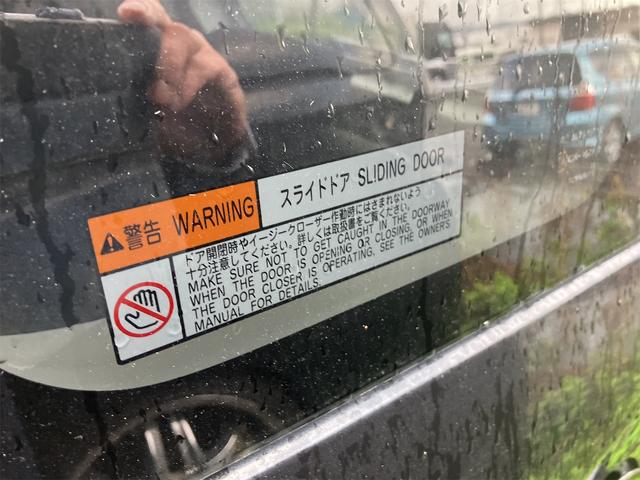 警告 WARNING
スライドドア SLIDING DOOR
ドア開閉時やイージークローザー作動時にはさまれないよう
十分注意してください。詳しくは取扱書をご覧ください。
MAKE SURE NOT TO GET CAUGHT IN THE DOORWAY
WHEN THE DOOR IS OPENING OR CLOSING, OR WHEN
THE DOOR CLOSER IS OPERATING. SEE THE OWNER'S
MANUAL FOR DETAILS.